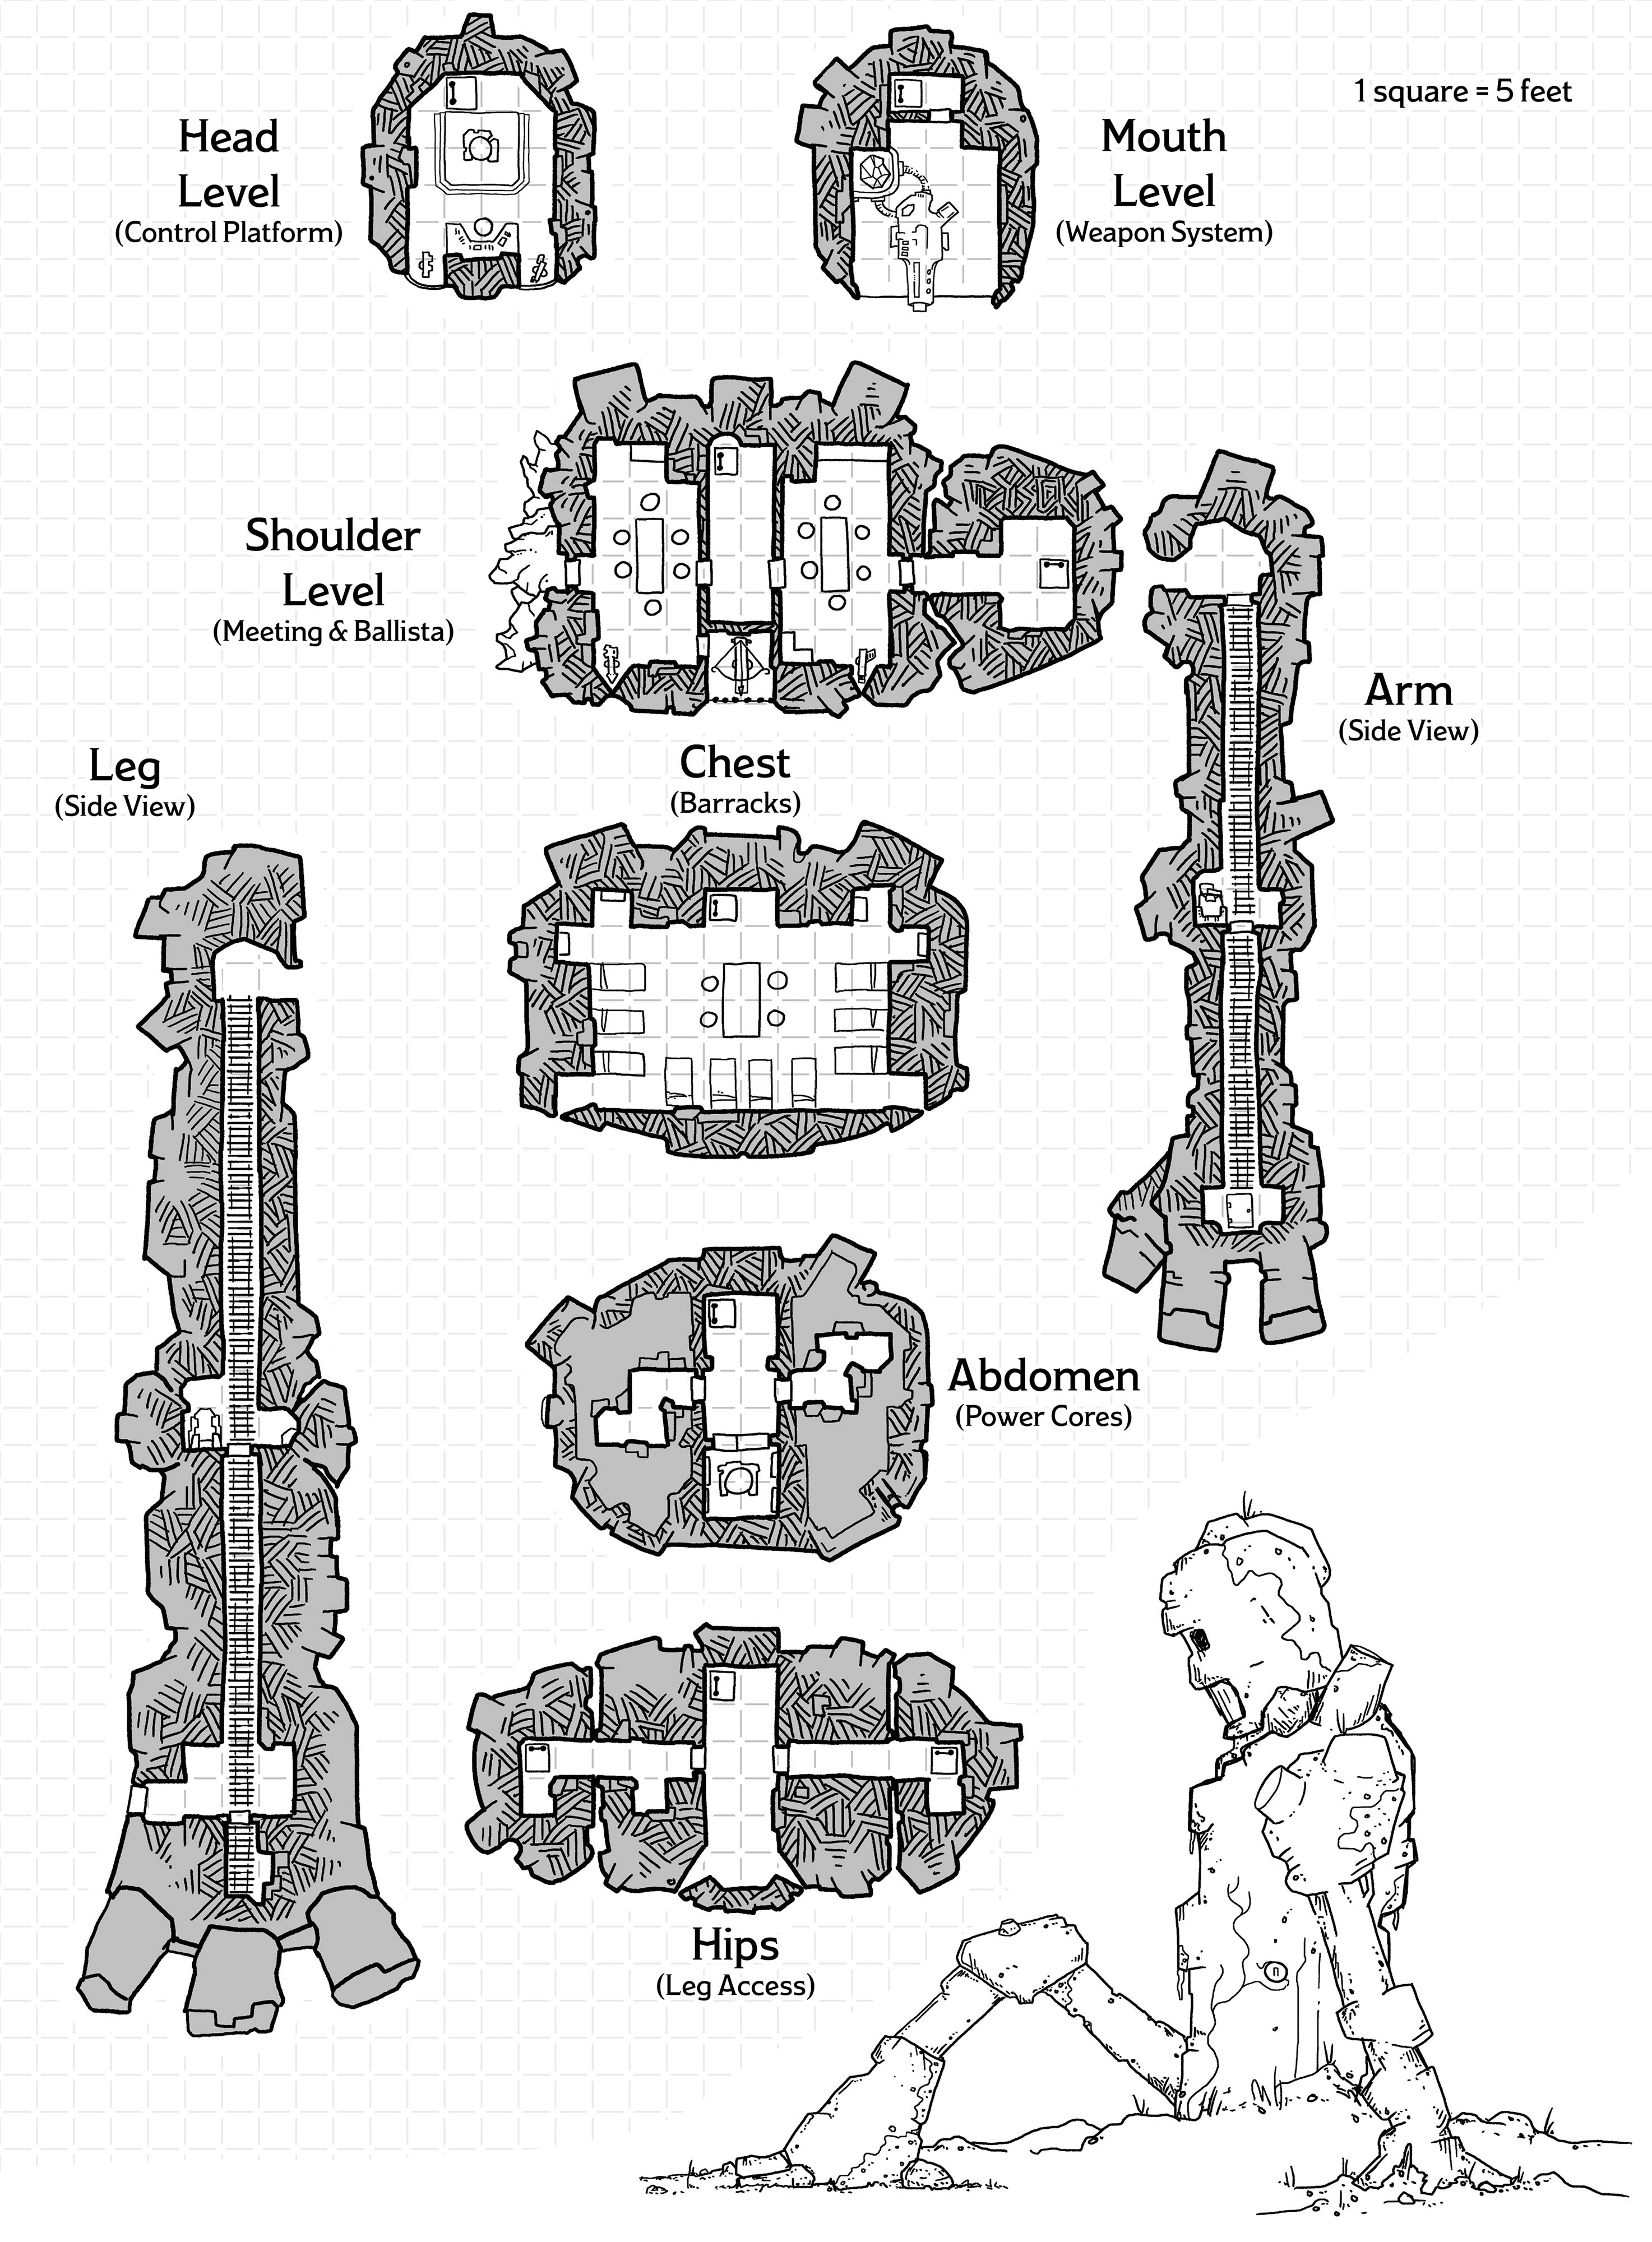 1 square = 5 feet
Head
Level
(Control Platform)
Mouth
Level
(Weapon System)
Shoulder
Level
(Meeting & Ballista)
Arm
(Side View)
Leg
(Side View)
Chest
(Barracks)
Abdomen
(Power Cores)
Hips
(Leg Access)